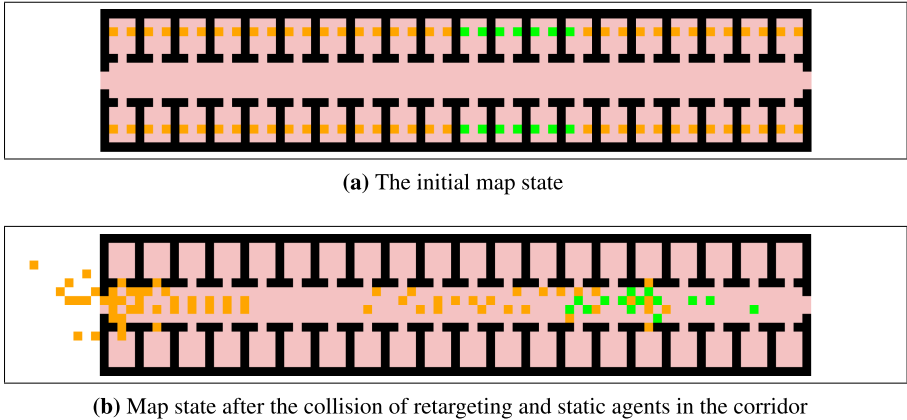 (a) The initial map state
(b) Map state after the collision of retargeting and static agents in the corridor